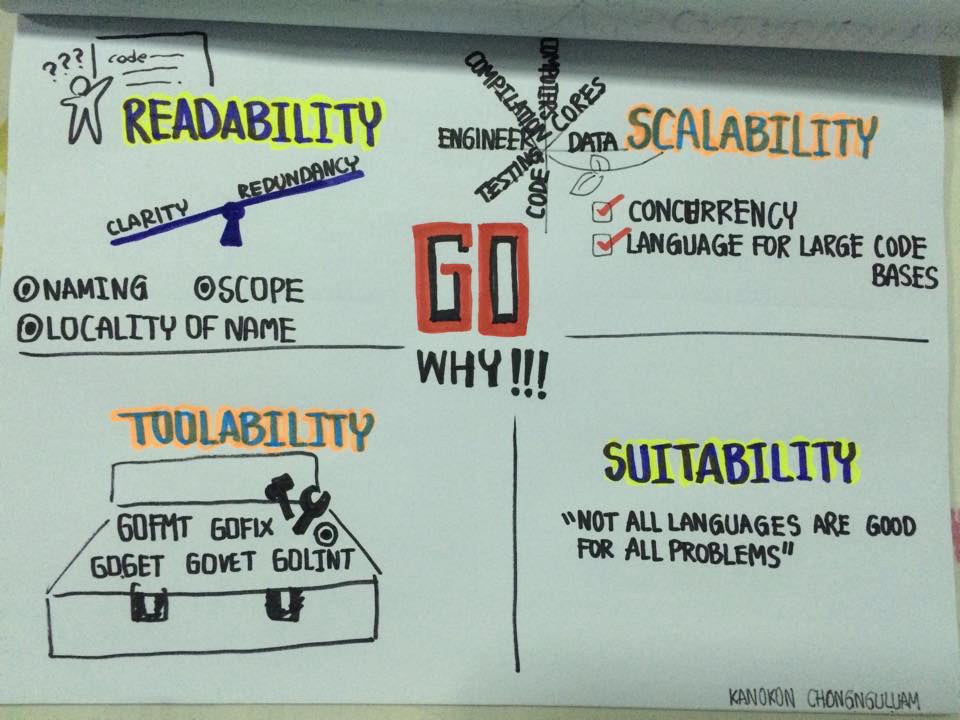 ???
code
READABILITY
CLARITY
REDUNDANCY
NAMING
SCOPE
LOCALITY OF NAME
COMPILATION
COMPUTERS
CORES
ENGINEERS
DATA
TESTING
CODE
SCALABILITY
CONCURRENCY
LANGUAGE FOR LARGE CODE
BASES
GO
WHY!!!
TOOLABILITY
GOFMT GOFIX
GOGET GOVET GOLINT
SUITABILITY
"NOT ALL LANGUAGES ARE GOOD
FOR ALL PROBLEMS"
KANOKON CHONGNGULUAM